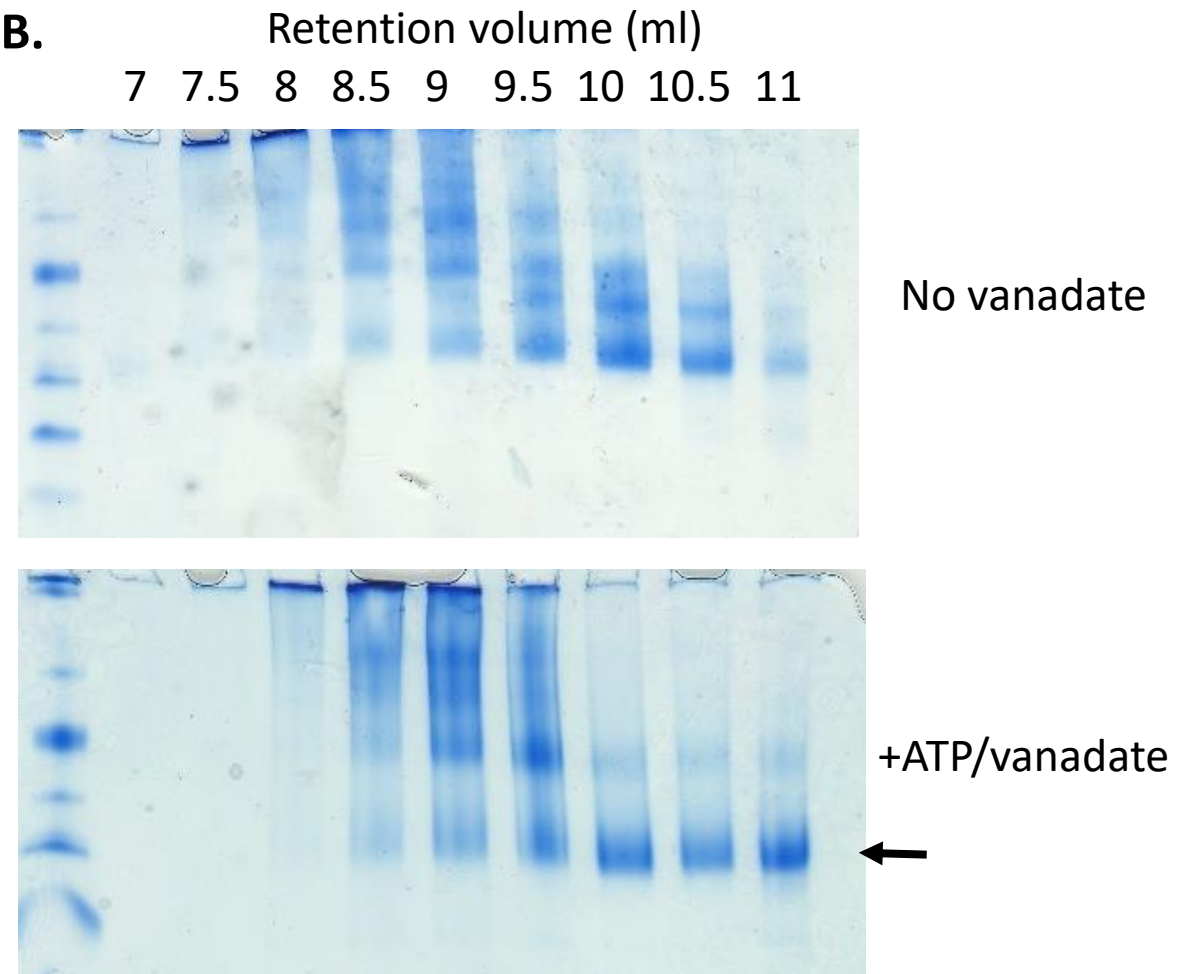 B.
Retention volume (ml)
7 7.5 8 8.5 9 9.5 10 10.5 11
No vanadate
+ATP/vanadate